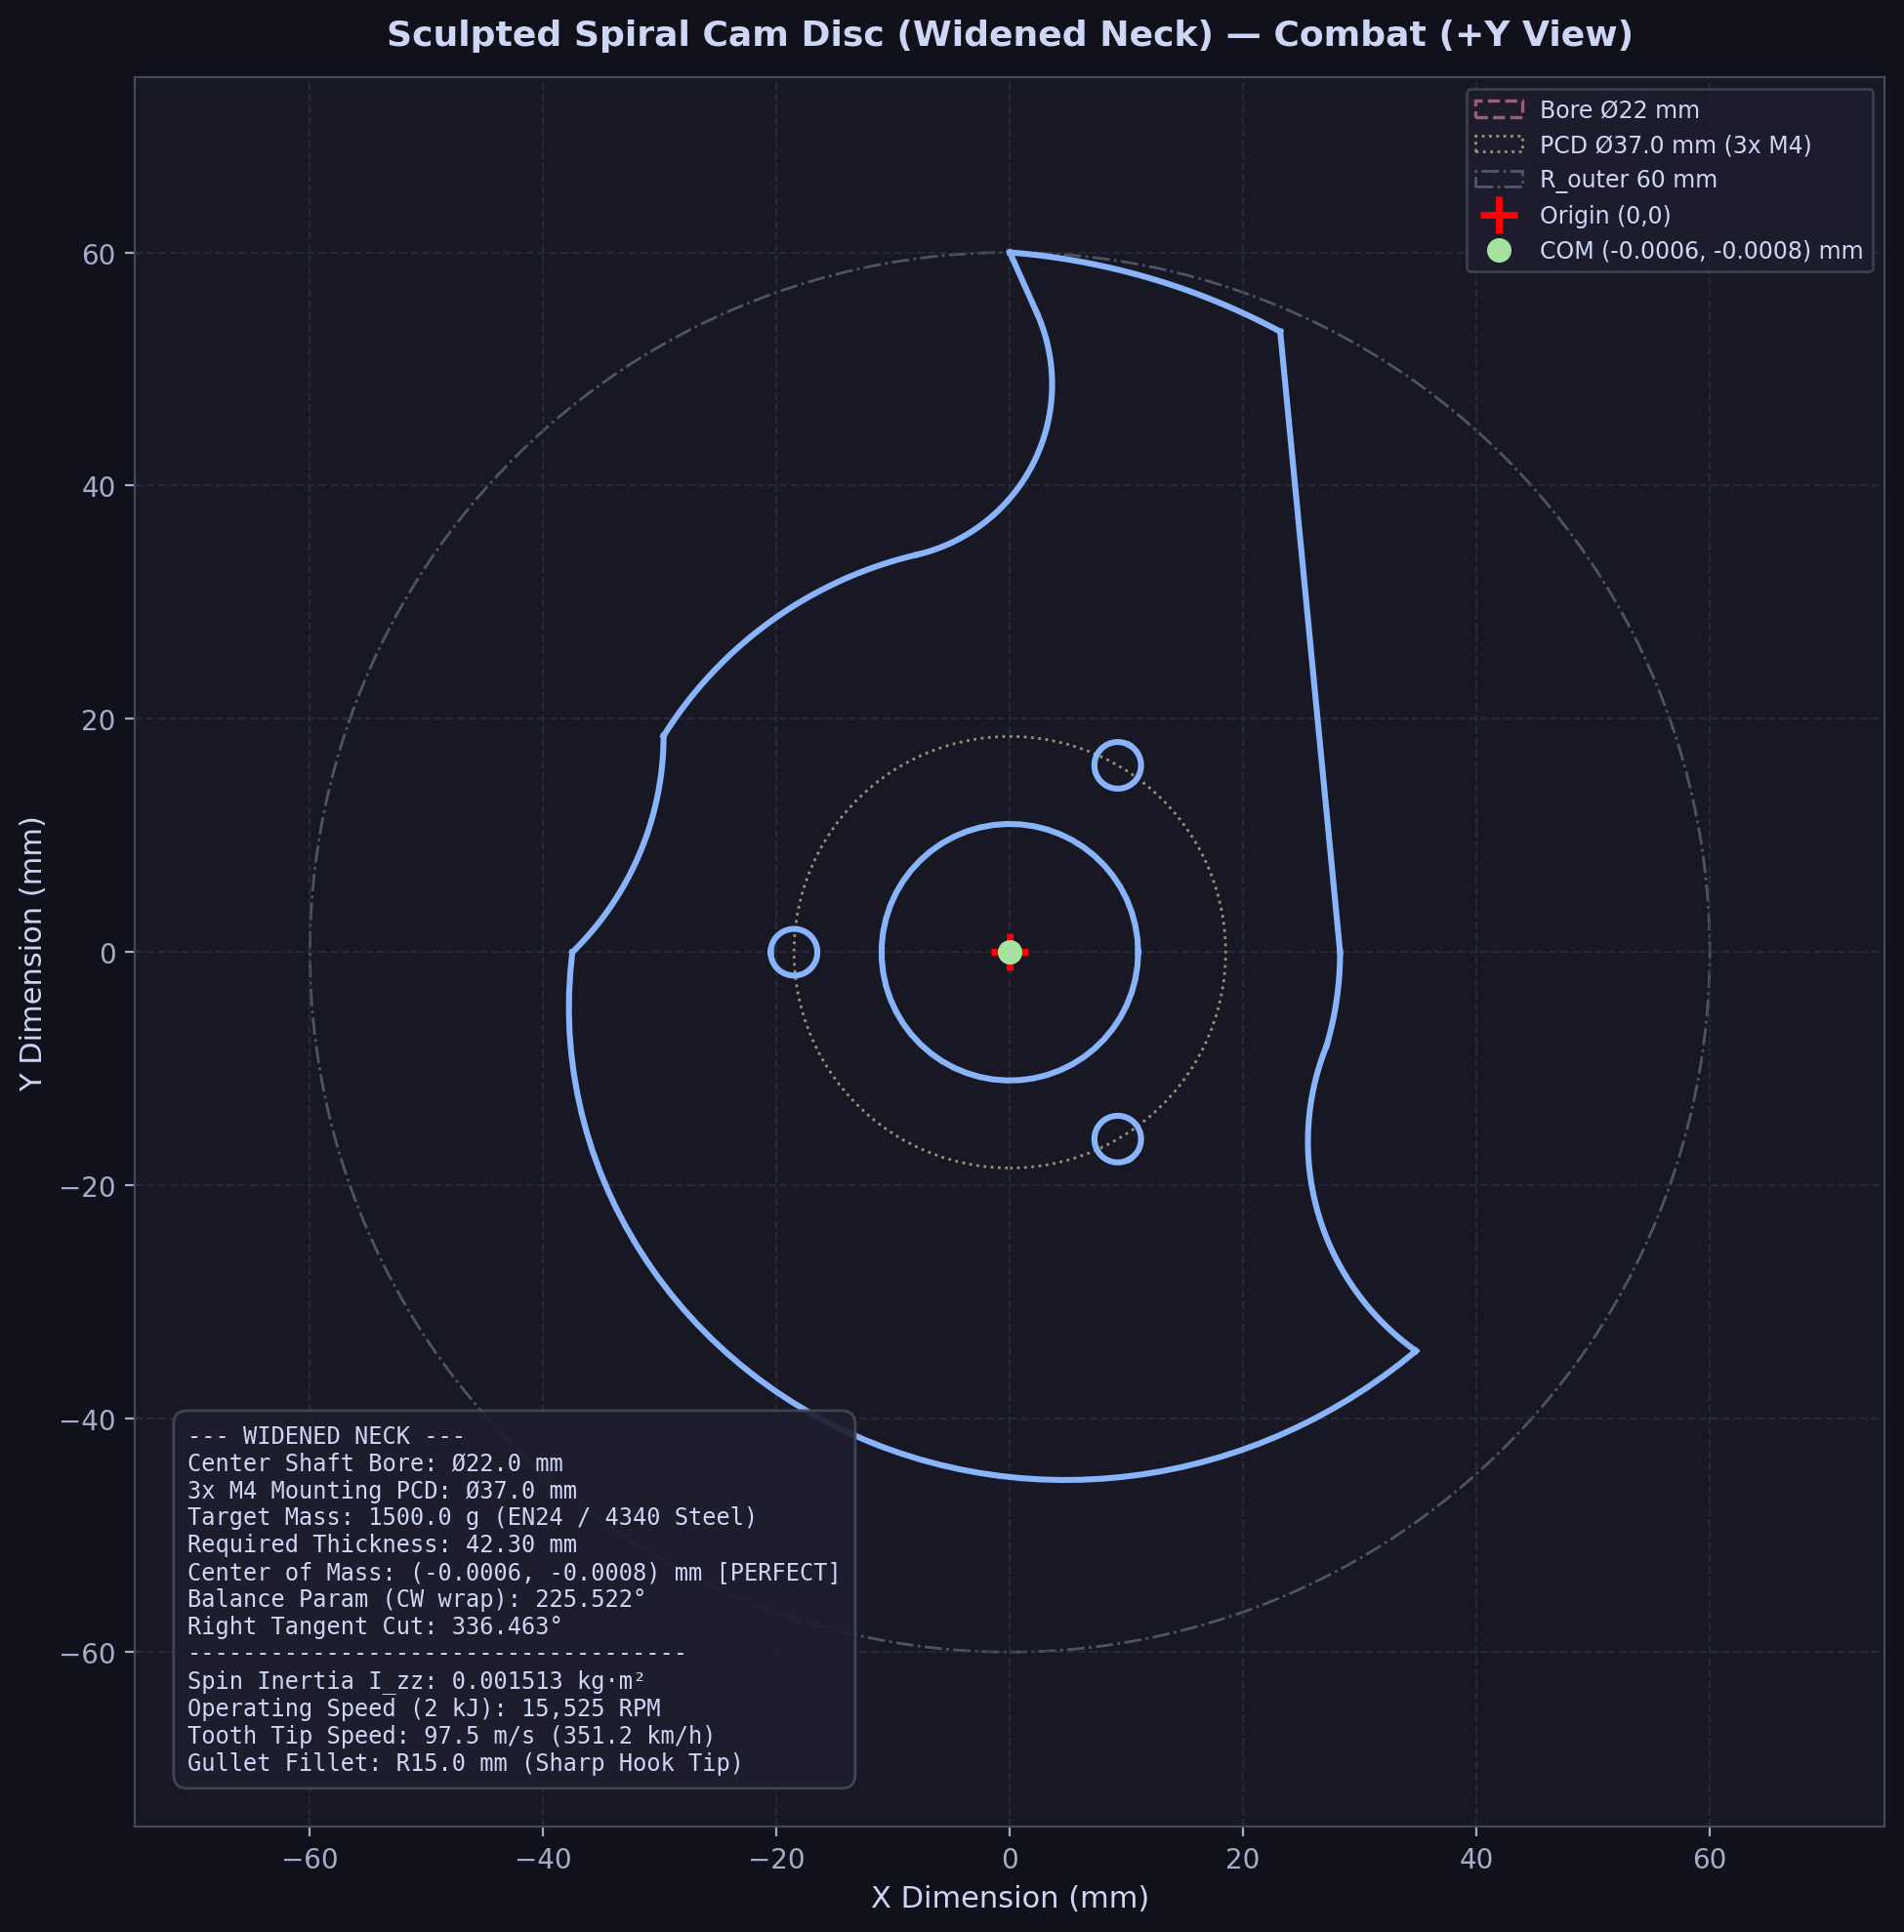 Sculpted Spiral Cam Disc (Widened Neck) — Combat (+Y View)
Bore Ø22 mm
PCD Ø37.0 mm (3x M4)
R_outer 60 mm
Origin (0,0)
COM (-0.0006, -0.0008) mm
60
40
20
0
−20
−40
−60
Y Dimension (mm)
--- WIDENED NECK ---
Center Shaft Bore: Ø22.0 mm
3x M4 Mounting PCD: Ø37.0 mm
Target Mass: 1500.0 g (EN24 / 4340 Steel)
Required Thickness: 42.30 mm
Center of Mass: (-0.0006, -0.0008) mm [PERFECT]
Balance Param (CW wrap): 225.522°
Right Tangent Cut: 336.463°
------------------------------------
Spin Inertia I_zz: 0.001513 kg·m²
Operating Speed (2 kJ): 15,525 RPM
Tooth Tip Speed: 97.5 m/s (351.2 km/h)
Gullet Fillet: R15.0 mm (Sharp Hook Tip)
−60 −40 −20 0 20 40 60
X Dimension (mm)